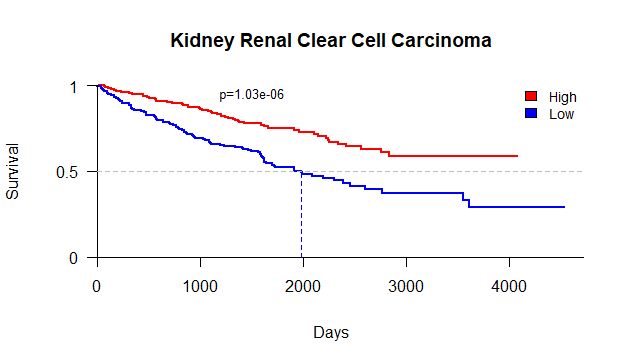 Kidney Renal Clear Cell Carcinoma
p=1.03e-06
High
Low
Survival
1
0.5
0
0 1000 2000 3000 4000
Days